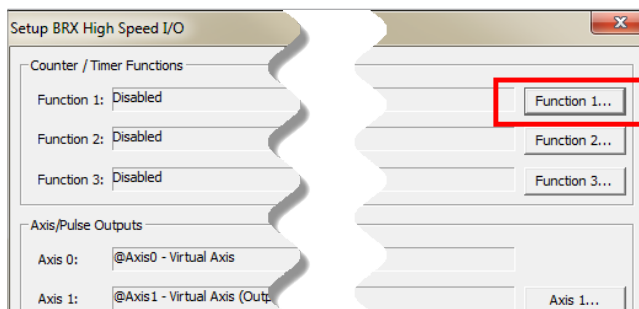 Setup BRX High Speed I/O
Counter / Timer Functions
Function 1: Disabled Function 1...
Function 2: Disabled Function 2...
Function 3: Disabled Function 3...
Axis/Pulse Outputs
Axis 0: @Axis0 - Virtual Axis
Axis 1: @Axis1 - Virtual Axis Axis 1...